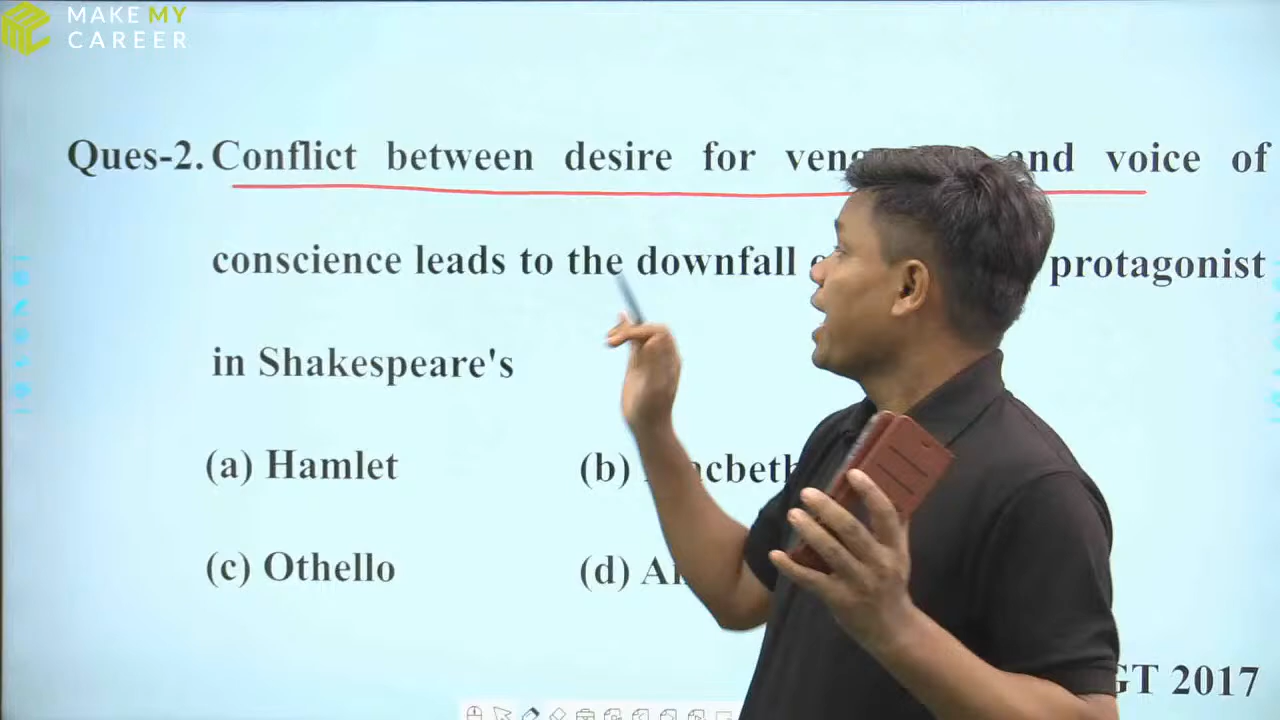 MAKE MY
CAREER
Ques-2. Conflict between desire for and voice of
conscience leads to the downfall protagonist
in Shakespeare's
(a) Hamlet (b)
(c) Othello (d)
2017